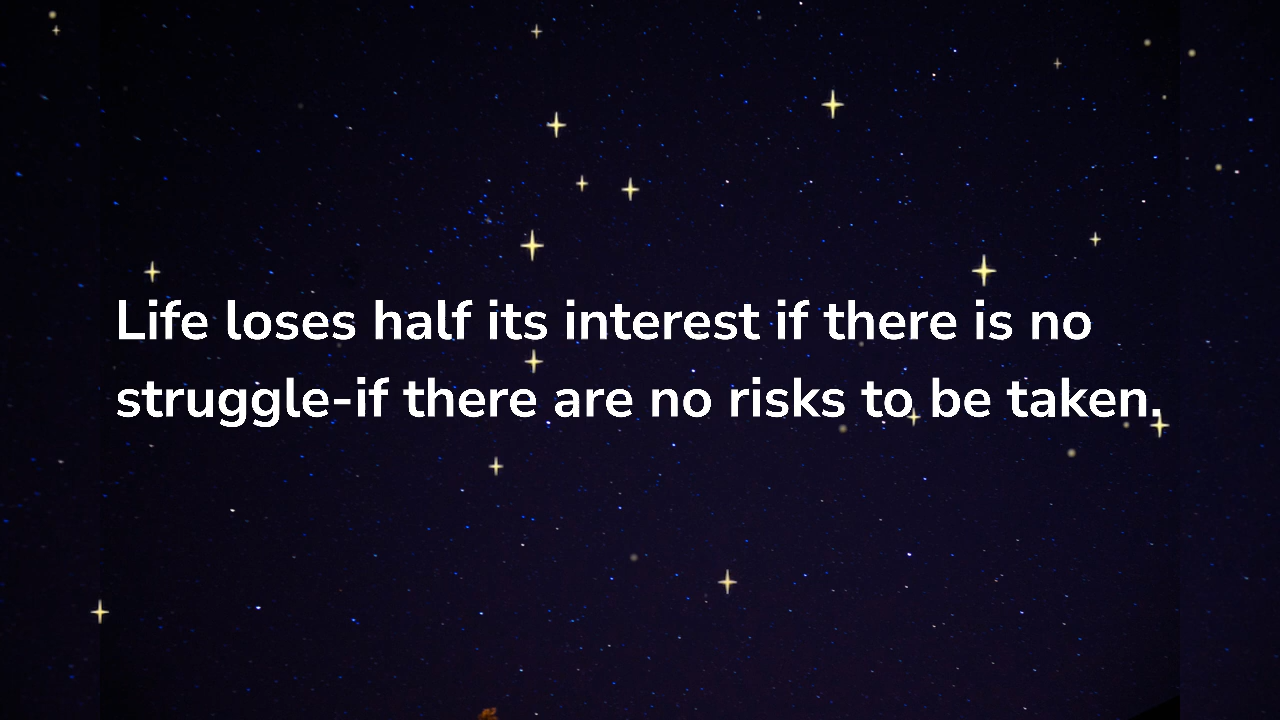 Life loses half its interest if there is no
struggle-if there are no risks to be taken.